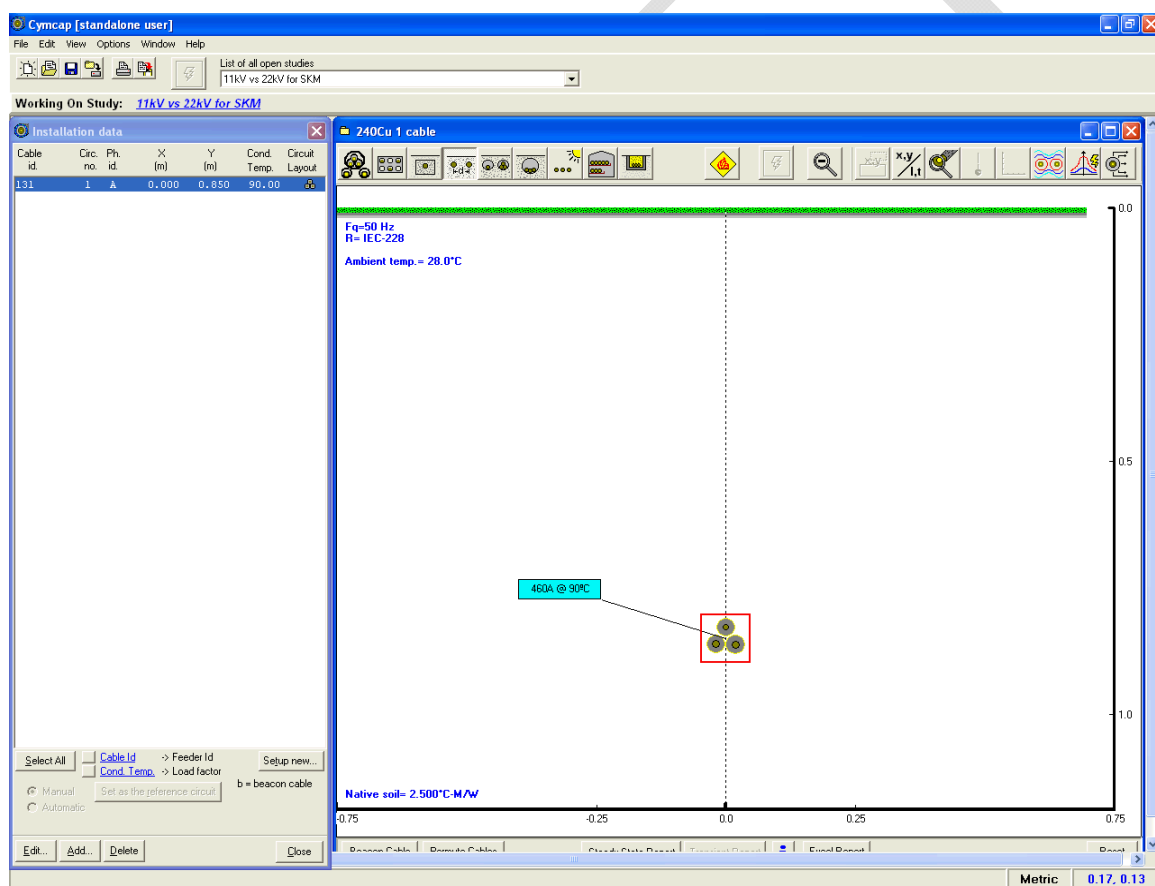 Cymcap [standalone user]
File Edit View Options Window Help
List of all open studies
11kV vs 22kV for SKM
Working On Study: 11kV vs 22kV for SKM
Installation data
Cable id. Circ. no. Ph. id. X (m) Y (m) Cond. Temp. Circuit Layout
131 1 A 0.000 0.850 90.00
Select All
Cable Id -> Feeder Id
Cond. Temp. -> Load factor
Setup new...
b = beacon cable
Manual
Automatic
Set as the reference circuit
Edit... Add... Delete Close
240Cu 1 cable
x,y
x,y
I,t
Fq=50 Hz
R= IEC-228
Ambient temp.= 28.0°C
0.0
0.5
460A @ 90ºC
1.0
Native soil= 2.500°C-M/W
-0.75 -0.25 0.0 0.25 0.75
Beacon Cable Permute Cables Steady State Report Transient Report Excel Report Reset
Metric 0.17, 0.13